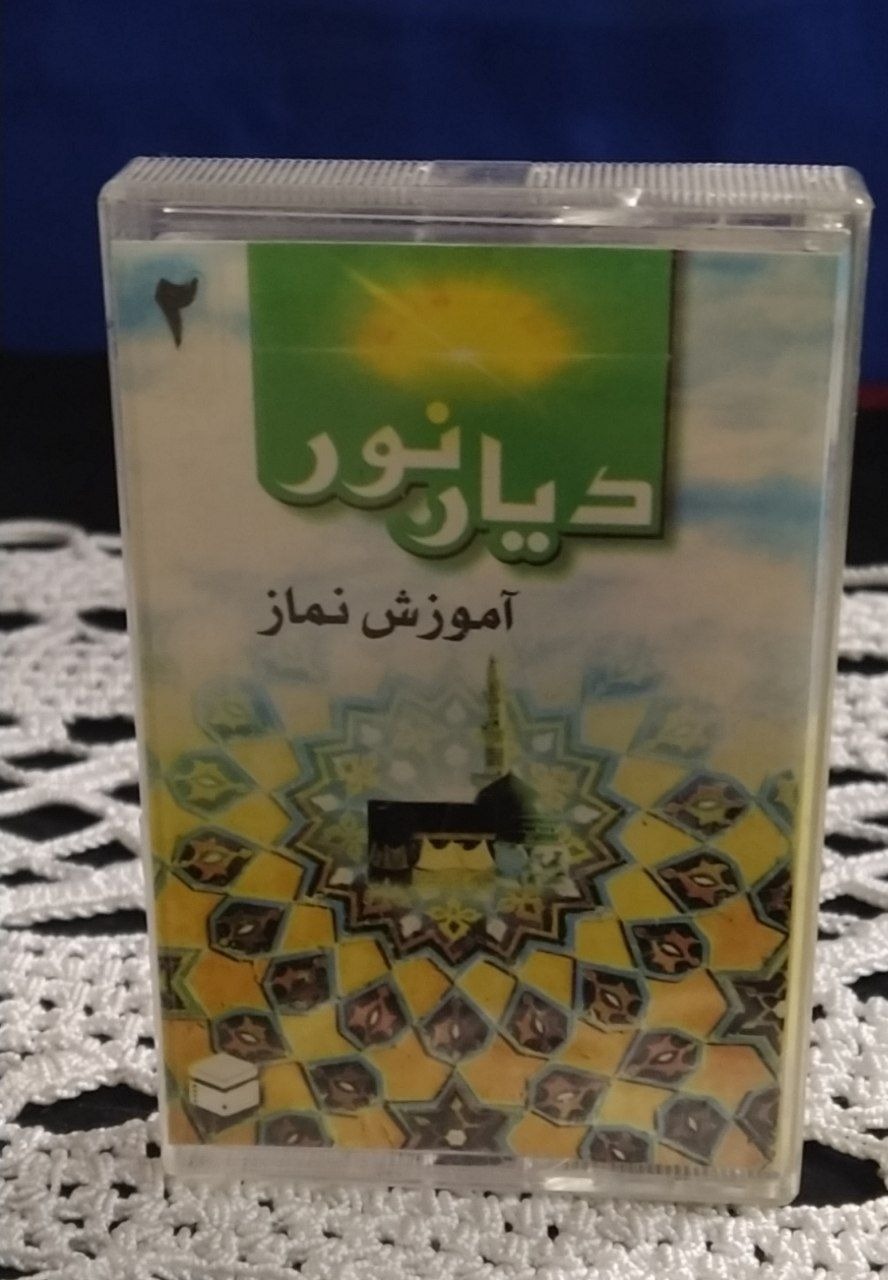 ۲
دیار نور
آموزش نماز